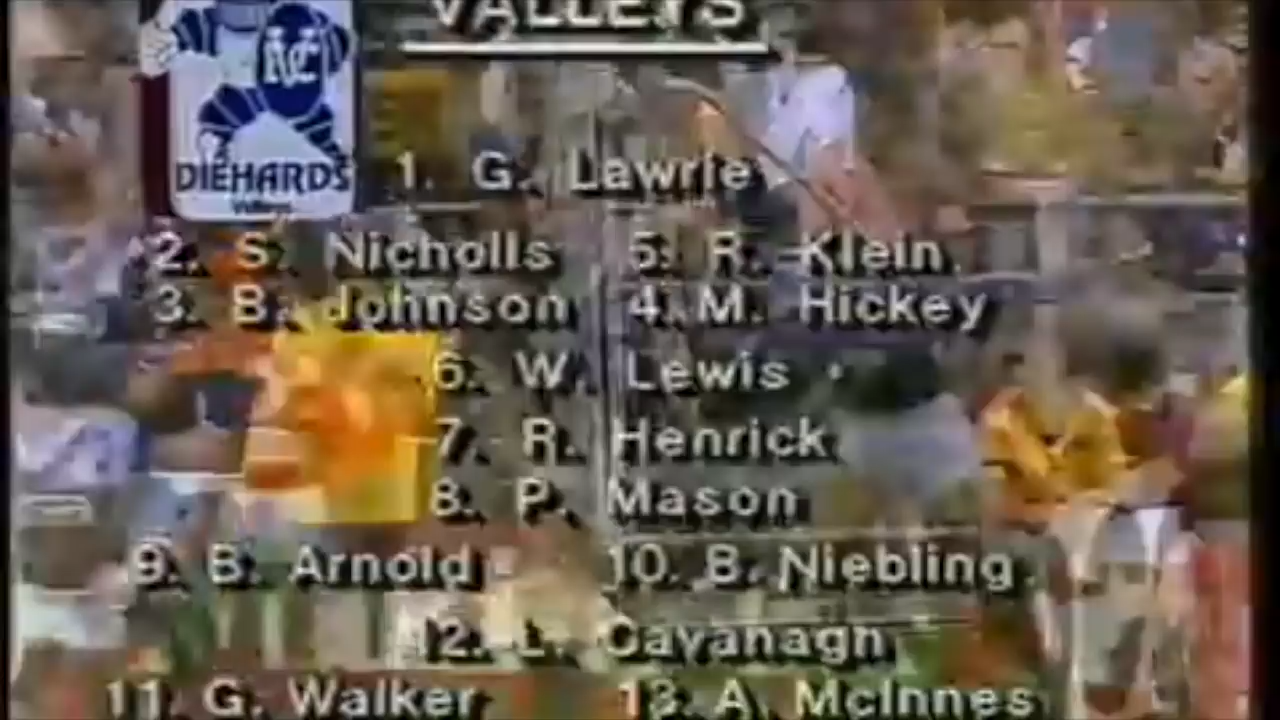 VALLEYS
DIEHARDS
1. G. Lawrie
2. S. Nicholls 5. R. Klein
3. B. Johnson 4. M. Hickey
6. W. Lewis
7. R. Henrick
8. P. Mason
9. B. Arnold 10. B. Niebling
12. L. Cavanagh
11. G. Walker 13. A. McInnes